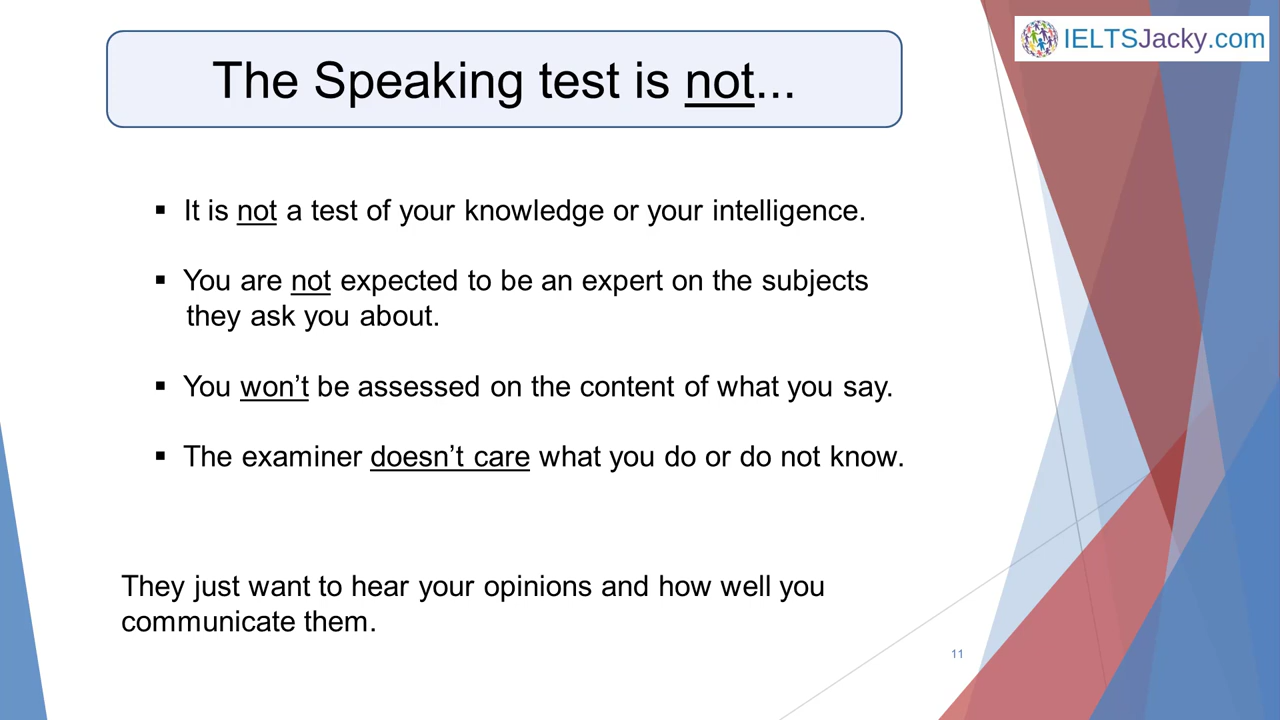 IELTSJacky.com
The Speaking test is not...
▪ It is not a test of your knowledge or your intelligence.
▪ You are not expected to be an expert on the subjects
they ask you about.
▪ You won’t be assessed on the content of what you say.
▪ The examiner doesn’t care what you do or do not know.
They just want to hear your opinions and how well you
communicate them.
11